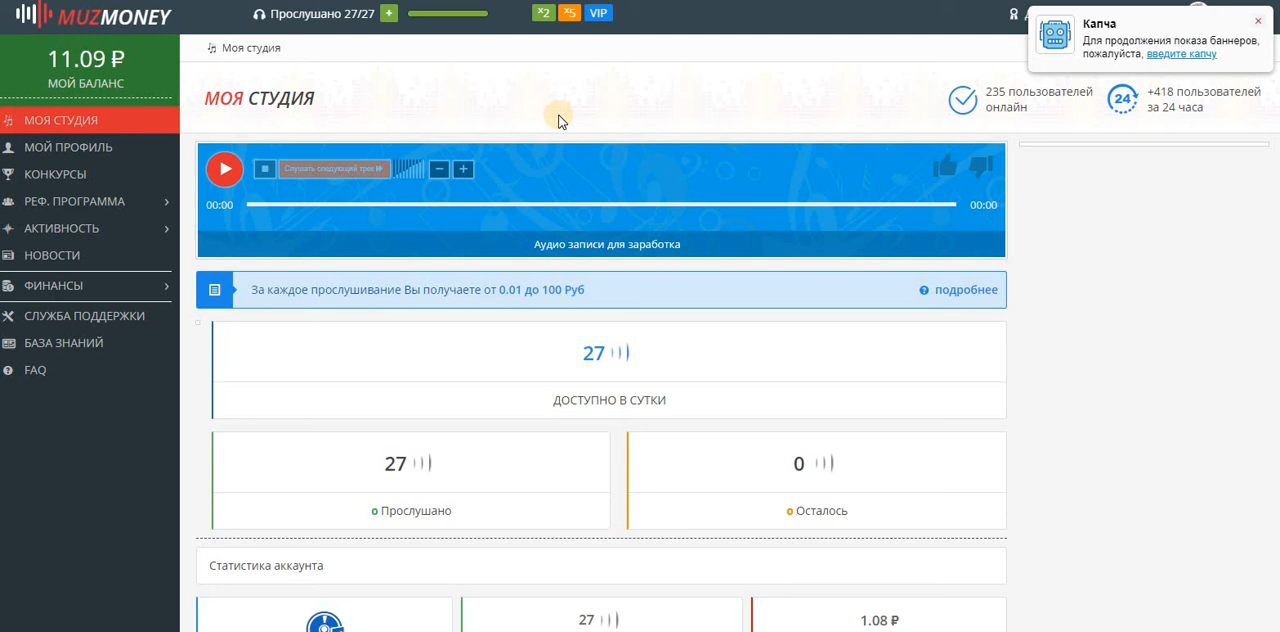 MUZMONEY
Прослушано 27/27 +
x2 x5 VIP
Капча
Для продолжения показа баннеров,
пожалуйста, введите капчу
11.09 ₽
МОЙ БАЛАНС
МОЯ СТУДИЯ
МОЙ ПРОФИЛЬ
КОНКУРСЫ
РЕФ. ПРОГРАММА
АКТИВНОСТЬ
НОВОСТИ
ФИНАНСЫ
СЛУЖБА ПОДДЕРЖКИ
БАЗА ЗНАНИЙ
FAQ
Моя студия
МОЯ СТУДИЯ
235 пользователей
онлайн
24
+418 пользователей
за 24 часа
Слушать следующий трек
00:00
00:00
Аудио записи для заработка
За каждое прослушивание Вы получаете от 0.01 до 100 Руб
подробнее
27
ДОСТУПНО В СУТКИ
27
Прослушано
0
Осталось
Статистика аккаунта
27
1.08 ₽